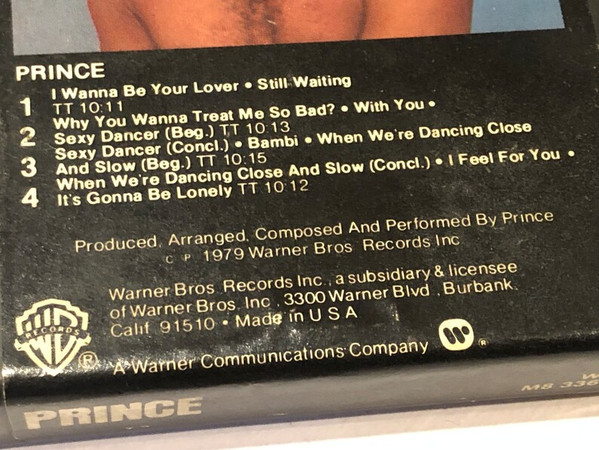 PRINCE
1 I Wanna Be Your Lover • Still Waiting
TT 10:11
2 Why You Wanna Treat Me So Bad? • With You •
Sexy Dancer (Beg.) TT 10:13
3 Sexy Dancer (Concl.) • Bambi • When We're Dancing Close
And Slow (Beg.) TT 10:15
4 When We're Dancing Close And Slow (Concl.) • I Feel For You •
It's Gonna Be Lonely TT 10:12
Produced, Arranged, Composed And Performed By Prince
C P 1979 Warner Bros Records Inc
Warner Bros. Records Inc., a subsidiary & licensee
of Warner Bros. Inc., 3300 Warner Blvd., Burbank,
Calif. 91510 • Made in U S A
WB RECORDS ®
A Warner Communications Company ®
PRINCE
M8 336